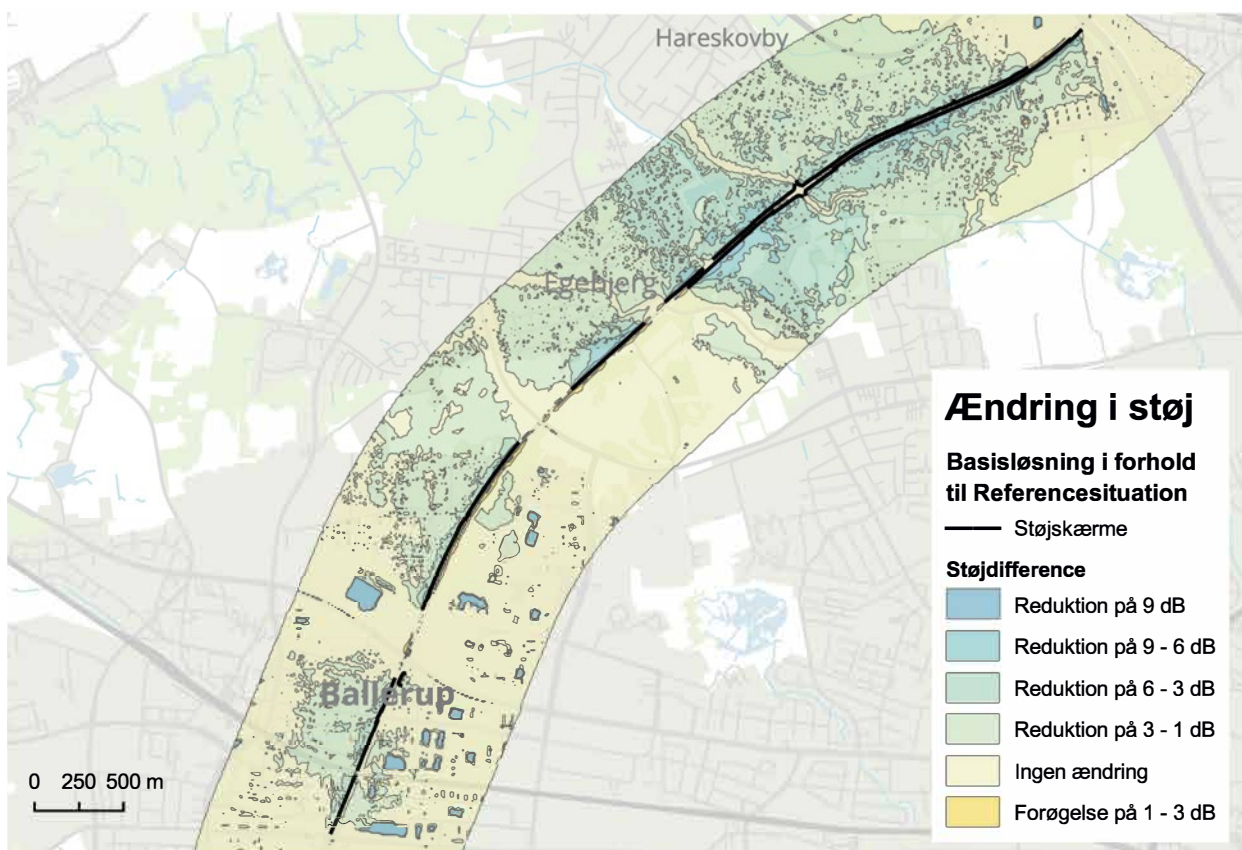 Hareskovby
Egebjerg
Ballerup
0 250 500 m
Ændring i støj
Basisløsning i forhold
til Referencesituation
Støjskærme
Støjdifference
Reduktion på 9 dB
Reduktion på 9 - 6 dB
Reduktion på 6 - 3 dB
Reduktion på 3 - 1 dB
Ingen ændring
Forøgelse på 1 - 3 dB